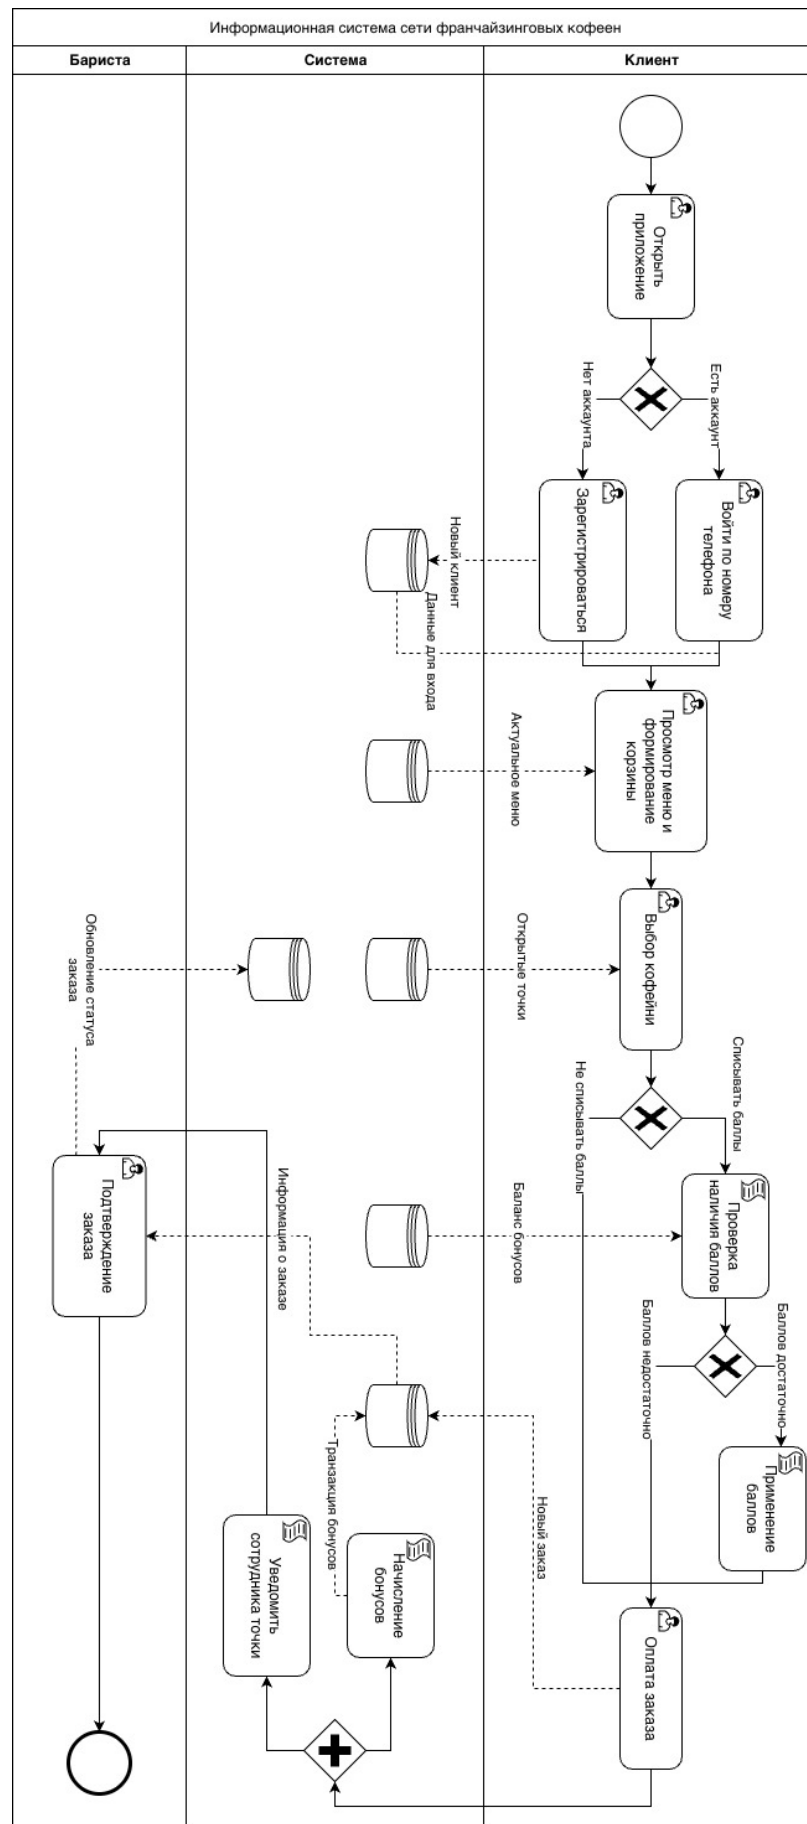 Информационная система сети франчайзинговых кофеен
Бариста
Система
Клиент
Открыть
приложение
Нет аккаунта
Есть аккаунт
Зарегистрироваться
Войти по номеру
телефона
Новый клиент
Данные для входа
Просмотр меню и
формирование
корзины
Актуальное меню
Выбор кофейни
Открытые точки
Обновление статуса
заказа
Не списывать баллы
Списывать баллы
Проверка
наличия баллов
Баланс бонусов
Подтверждение
заказа
Информация о заказе
Баллов недостаточно
Баллов достаточно
Применение
баллов
Транзакция бонусов
Новый заказ
Начисление
бонусов
Уведомить
сотрудника точки
Оплата заказа